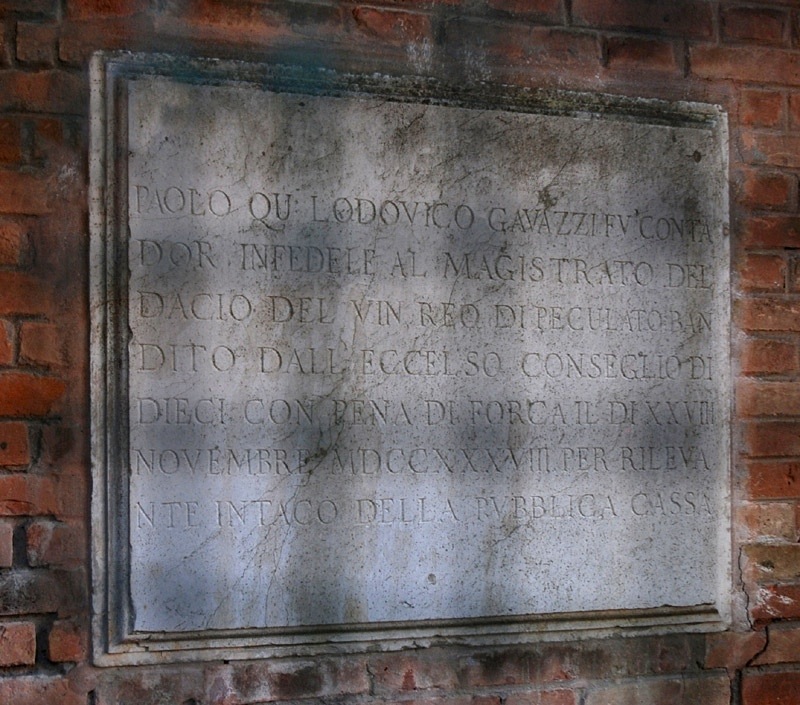 PAOLO QU: LODOVICO GAVAZZI FV' CONTA
D'OR INFEDELE AL MAGISTRATO DEL
DACIO DEL VIN REO DI PECULATO BAN
DITO DALL' ECCELSO CONSEGLIO DI
DIECI CON PENA DI FORCA IL DI XXVIII
NOVEMBRE MDCCXXXVIII PER RILEVA
NTE INTACO DELLA PVBBLICA CASSA